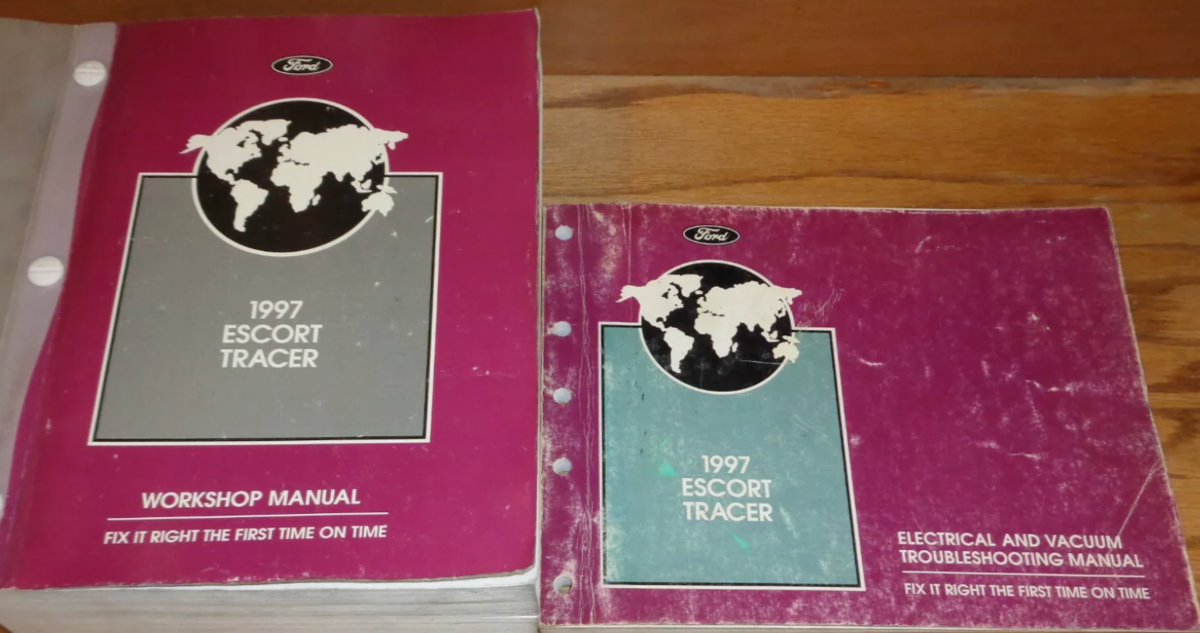 Ford
1997
ESCORT
TRACER
WORKSHOP MANUAL
FIX IT RIGHT THE FIRST TIME ON TIME
Ford
1997
ESCORT
TRACER
ELECTRICAL AND VACUUM
TROUBLESHOOTING MANUAL
FIX IT RIGHT THE FIRST TIME ON TIME